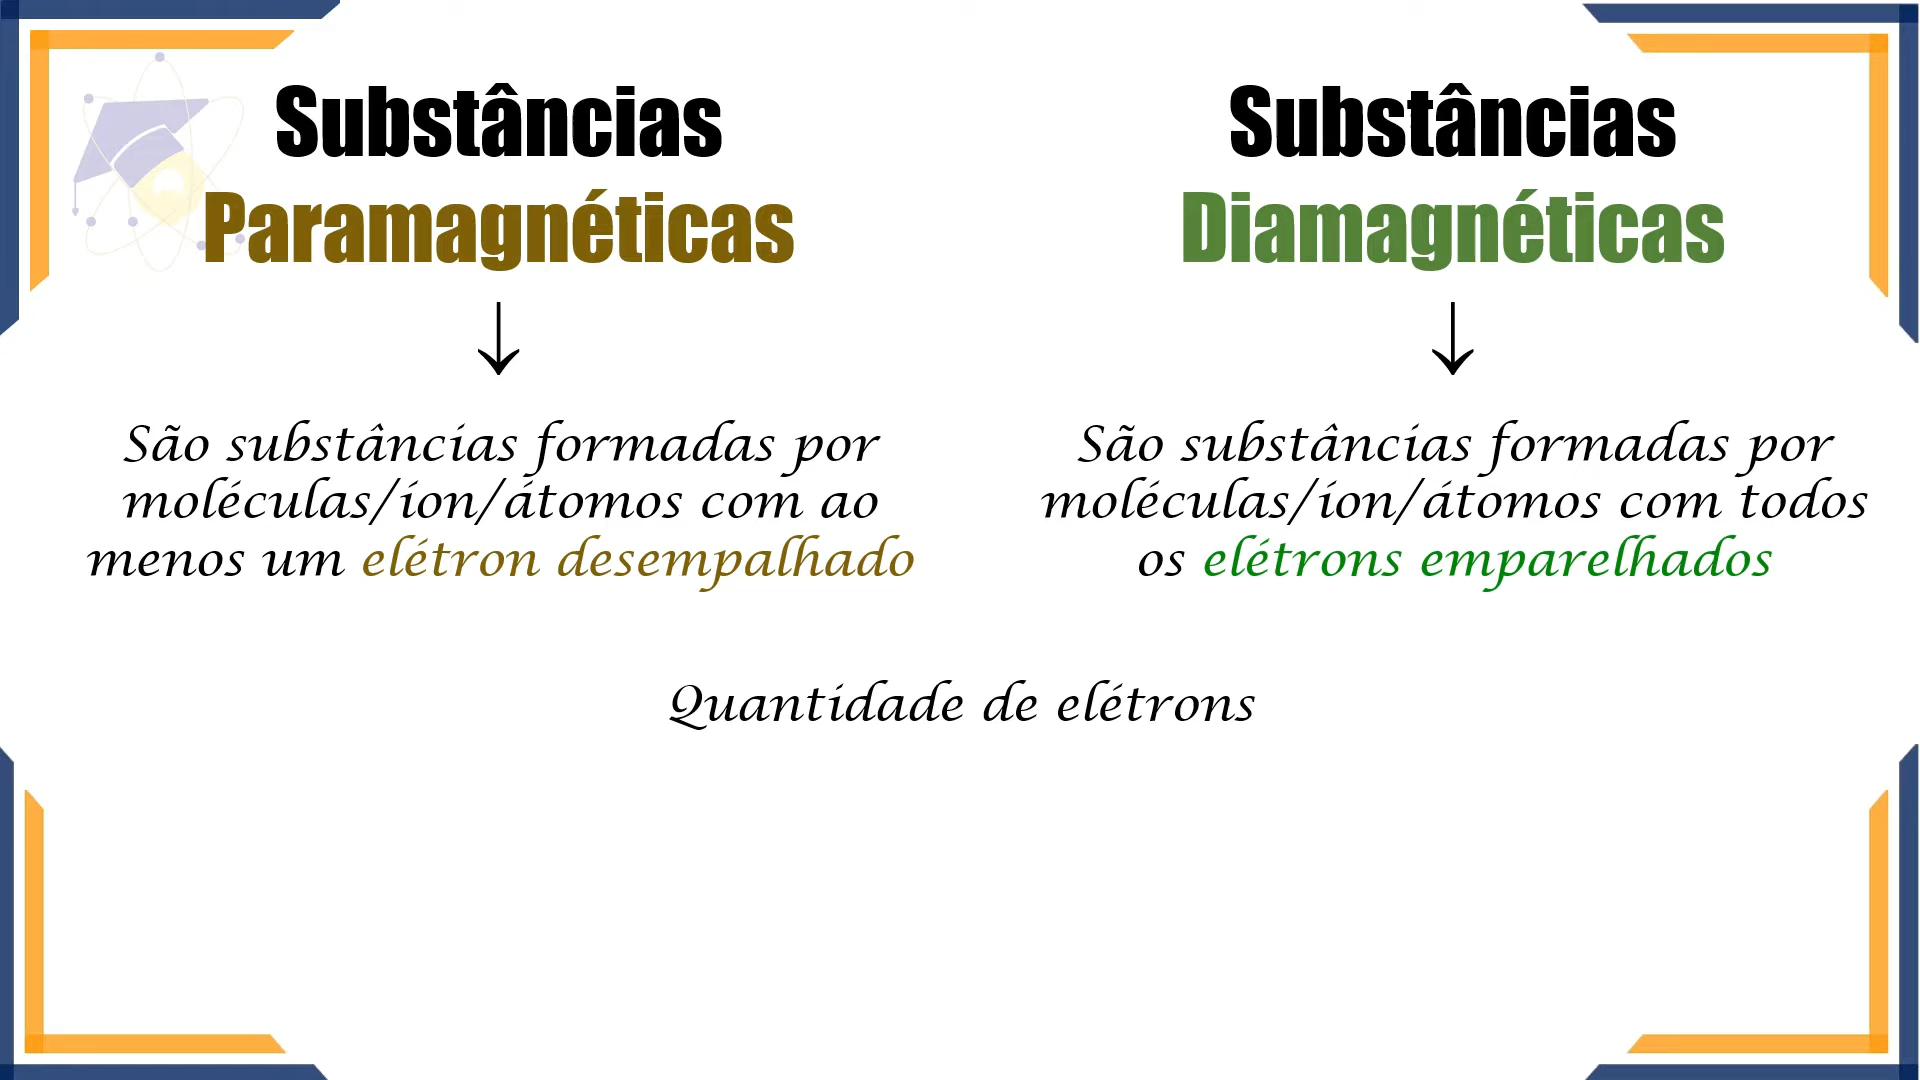 Substâncias
Paramagnéticas
↓
São substâncias formadas por
moléculas/íon/átomos com ao
menos um elétron desempalhado
Substâncias
Diamagnéticas
↓
São substâncias formadas por
moléculas/íon/átomos com todos
os elétrons emparelhados
Quantidade de elétrons